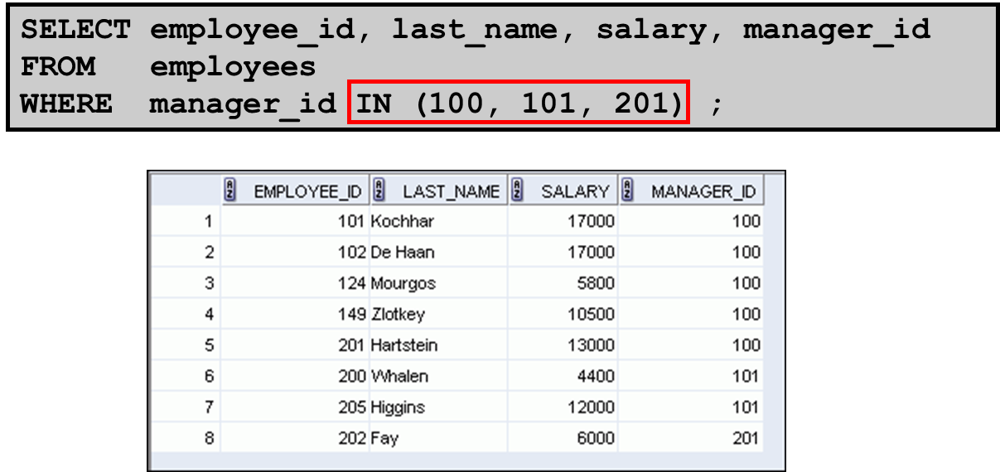 SELECT employee_id, last_name, salary, manager_id
FROM employees
WHERE manager_id IN (100, 101, 201) ;
EMPLOYEE_ID LAST_NAME SALARY MANAGER_ID
1 101 Kochhar 17000 100
2 102 De Haan 17000 100
3 124 Mourgos 5800 100
4 149 Zlotkey 10500 100
5 201 Hartstein 13000 100
6 200 Whalen 4400 101
7 205 Higgins 12000 101
8 202 Fay 6000 201